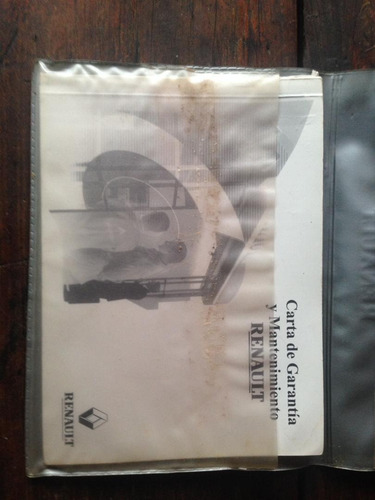 Carta de Garantía
y Mantenimiento
RENAULT
RENAULT